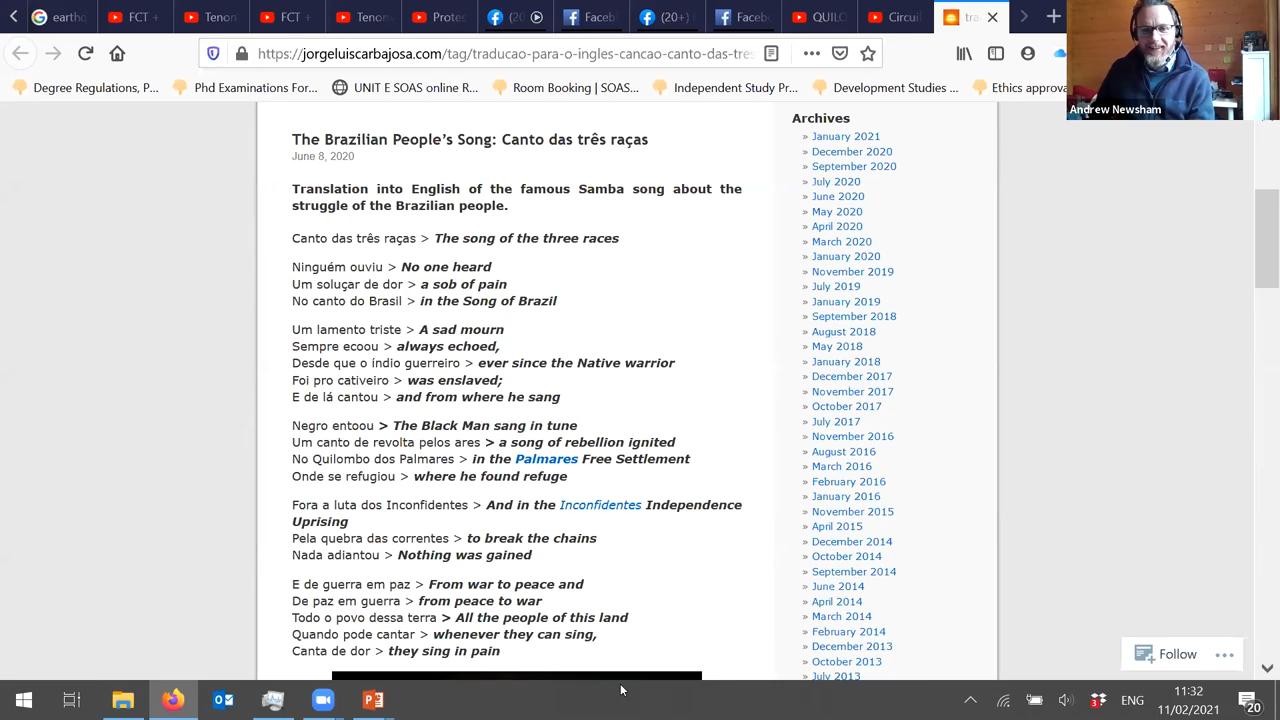 eartho
FCT +
Tenon
FCT +
Tenon
Protes
(20
Faceb
(20+)
Faceb
QUILO
Circui
tra
https://jorgeluiscarbajosa.com/tag/traducao-para-o-ingles-cancao-canto-das-tres
Degree Regulations, P...
Phd Examinations For...
UNIT E SOAS online R...
Room Booking | SOAS...
Independent Study Pr...
Development Studies ...
Ethics approva
Andrew Newsham
The Brazilian People's Song: Canto das três raças
June 8, 2020
Translation into English of the famous Samba song about the
struggle of the Brazilian people.
Canto das três raças > The song of the three races
Ninguém ouviu > No one heard
Um soluçar de dor > a sob of pain
No canto do Brasil > in the Song of Brazil
Um lamento triste > A sad mourn
Sempre ecoou > always echoed,
Desde que o índio guerreiro > ever since the Native warrior
Foi pro cativeiro > was enslaved;
E de lá cantou > and from where he sang
Negro entoou > The Black Man sang in tune
Um canto de revolta pelos ares > a song of rebellion ignited
No Quilombo dos Palmares > in the Palmares Free Settlement
Onde se refugiou > where he found refuge
Fora a luta dos Inconfidentes > And in the Inconfidentes Independence
Uprising
Pela quebra das correntes > to break the chains
Nada adiantou > Nothing was gained
E de guerra em paz > From war to peace and
De paz em guerra > from peace to war
Todo o povo dessa terra > All the people of this land
Quando pode cantar > whenever they can sing,
Canta de dor > they sing in pain
Archives
» January 2021
» December 2020
» September 2020
» July 2020
» June 2020
» May 2020
» April 2020
» March 2020
» January 2020
» November 2019
» July 2019
» January 2019
» September 2018
» August 2018
» May 2018
» January 2018
» December 2017
» November 2017
» October 2017
» July 2017
» November 2016
» August 2016
» March 2016
» February 2016
» January 2016
» November 2015
» April 2015
» December 2014
» October 2014
» September 2014
» June 2014
» April 2014
» March 2014
» February 2014
» December 2013
» October 2013
» July 2013
Follow
ENG
11:32
11/02/2021
20